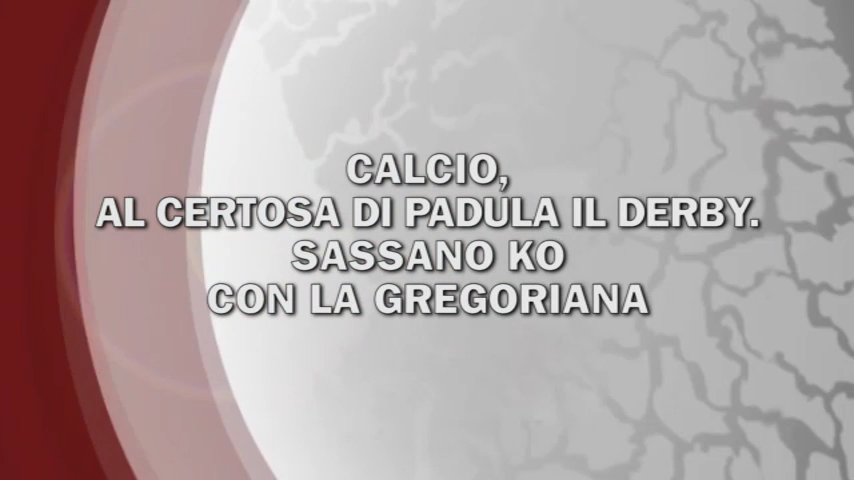 CALCIO,
AL CERTOSA DI PADULA IL DERBY.
SASSANO KO
CON LA GREGORIANA